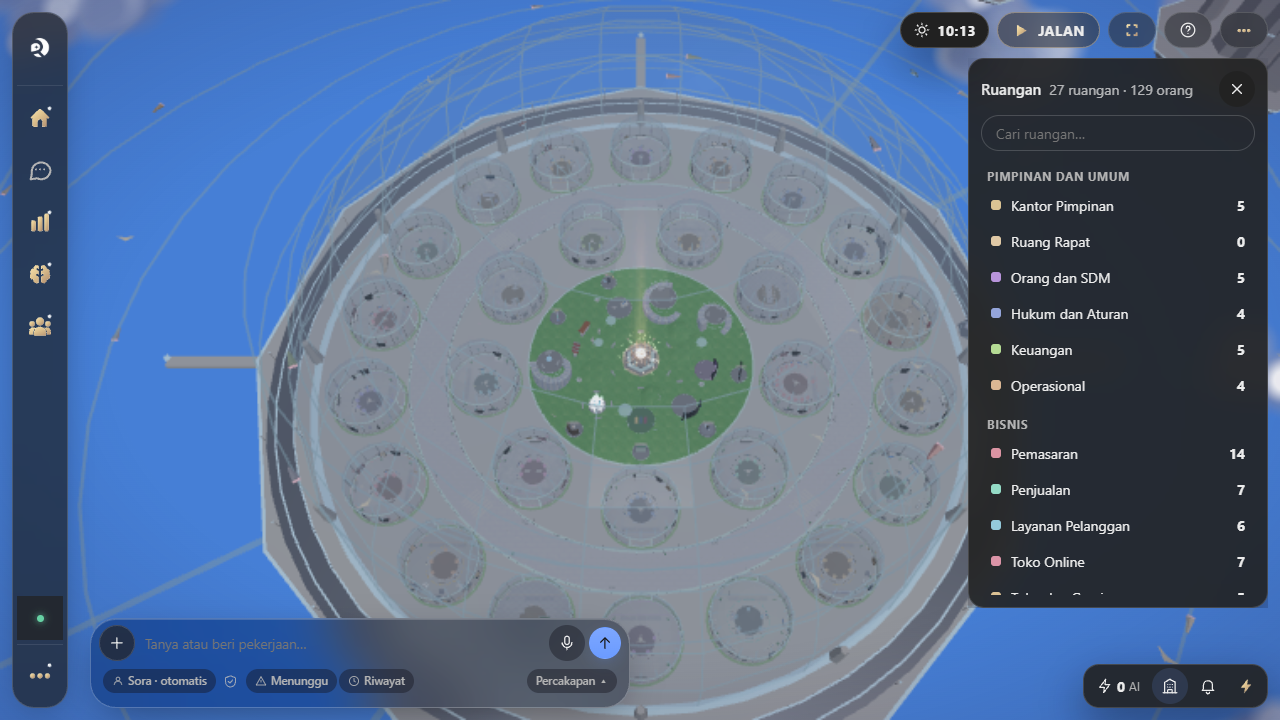 10:13
JALAN
Ruangan 27 ruangan · 129 orang
Cari ruangan...
PIMPINAN DAN UMUM
Kantor Pimpinan 5
Ruang Rapat 0
Orang dan SDM 5
Hukum dan Aturan 4
Keuangan 5
Operasional 4
BISNIS
Pemasaran 14
Penjualan 7
Layanan Pelanggan 6
Toko Online 7
Tanya atau beri pekerjaan...
Sora · otomatis
Menunggu
Riwayat
Percakapan
0 AI